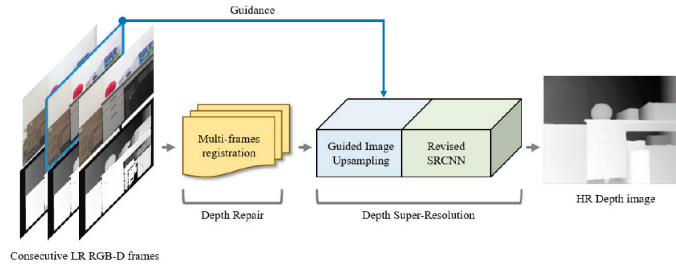 Guidance
Multi-frames
registration
Guided Image
Upsampling
Revised
SRCNN
Depth Repair
Depth Super-Resolution
HR Depth image
Consecutive LR RGB-D frames